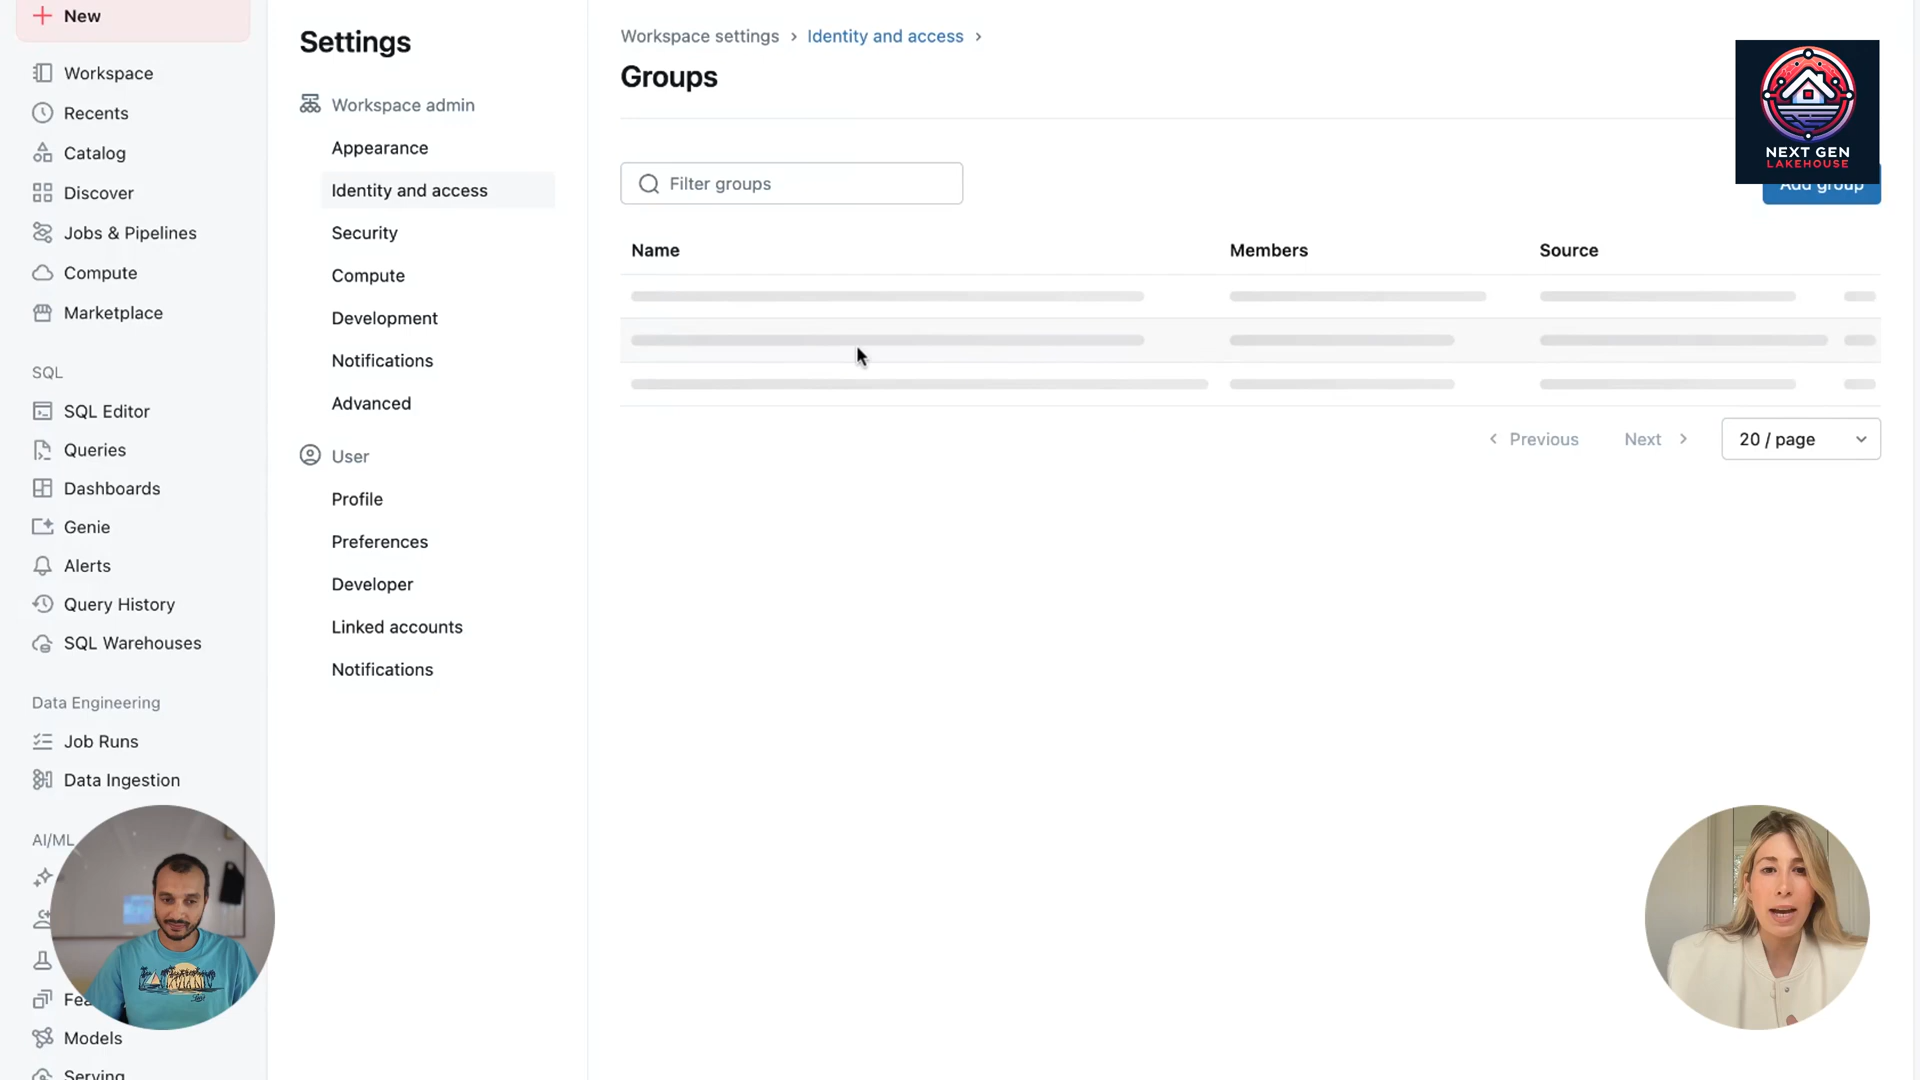 New
Workspace
Recents
Catalog
Discover
Jobs & Pipelines
Compute
Marketplace
SQL
SQL Editor
Queries
Dashboards
Genie
Alerts
Query History
SQL Warehouses
Data Engineering
Job Runs
Data Ingestion
AI/ML
Models
Serving
Settings
Workspace admin
Appearance
Identity and access
Security
Compute
Development
Notifications
Advanced
User
Profile
Preferences
Developer
Linked accounts
Notifications
Workspace settings > Identity and access >
Groups
Filter groups
NEXT GEN
LAKEHOUSE
Add group
Name Members Source
Previous Next 20 / page